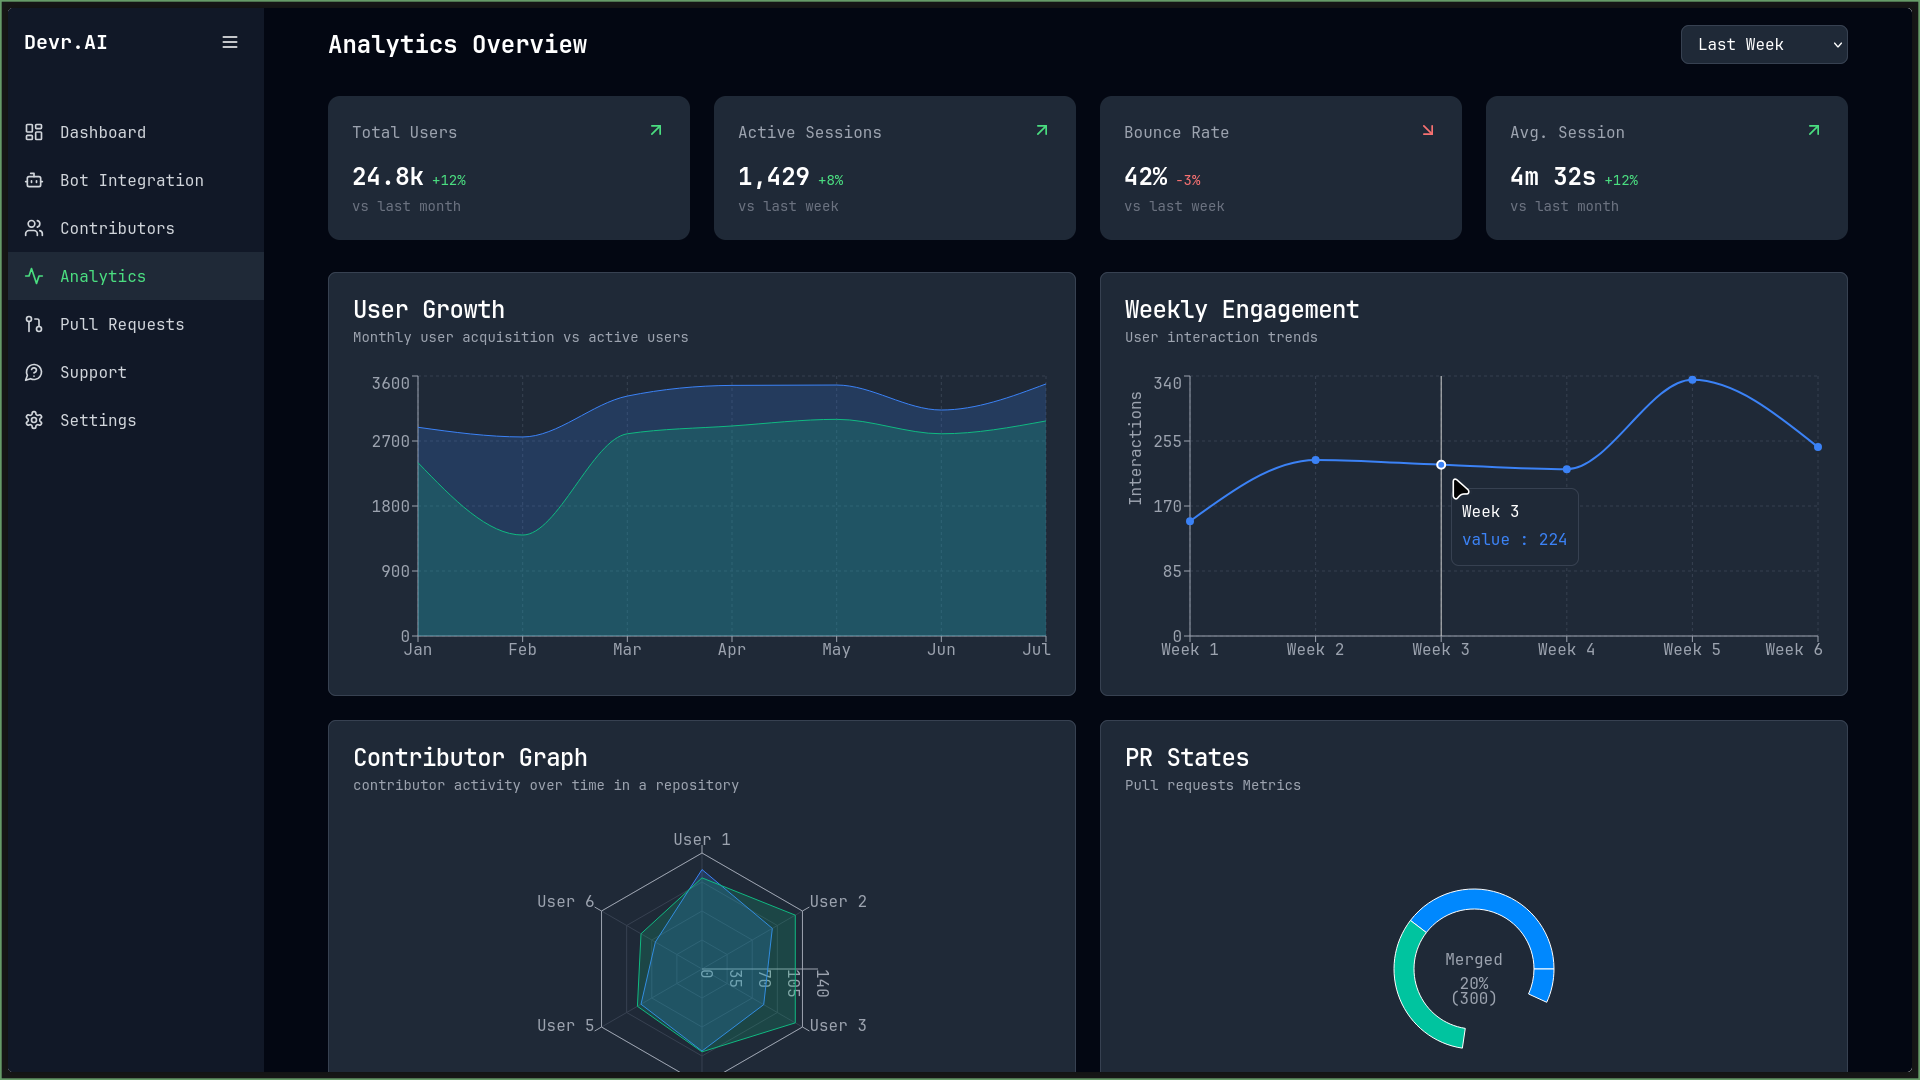 Devr.AI
Dashboard
Bot Integration
Contributors
Analytics
Pull Requests
Support
Settings
Analytics Overview
Last Week
Total Users
24.8k +12%
vs last month
Active Sessions
1,429 +8%
vs last week
Bounce Rate
42% -3%
vs last week
Avg. Session
4m 32s +12%
vs last month
User Growth
Monthly user acquisition vs active users
3600
2700
1800
900
0
Jan Feb Mar Apr May Jun Jul
Weekly Engagement
User interaction trends
Interactions
340
255
170
85
0
Week 1 Week 2 Week 3 Week 4 Week 5 Week 6
Week 3
value : 224
Contributor Graph
contributor activity over time in a repository
User 1
User 6
User 2
0 35 70 105 140
User 5
User 3
PR States
Pull requests Metrics
Merged
20%
(300)